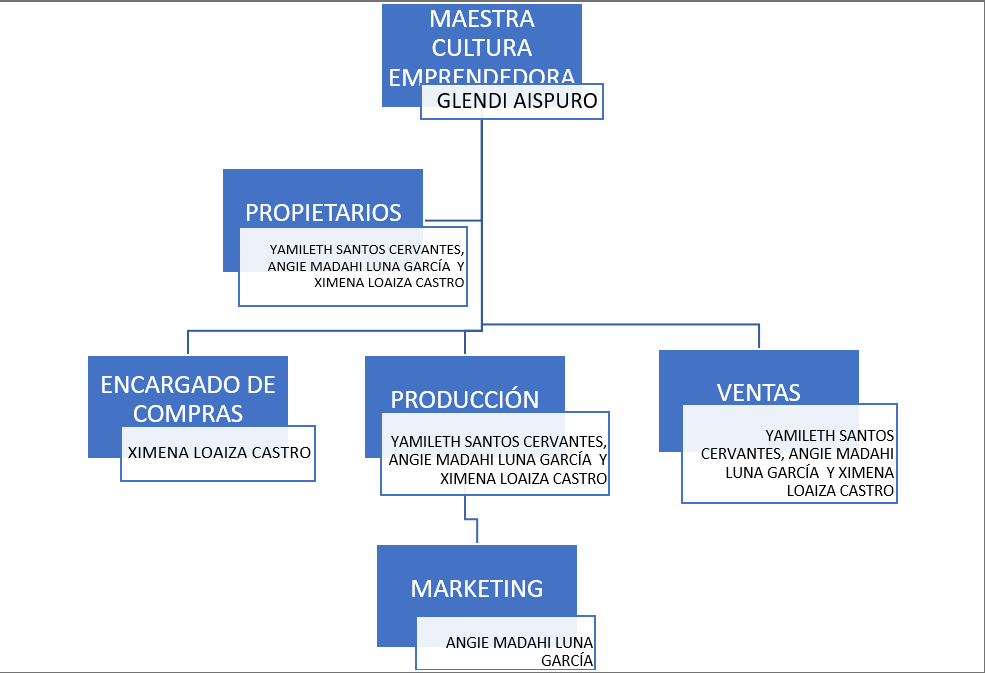 MAESTRA
CULTURA
EMPRENDEDORA
GLENDI AISPURO
PROPIETARIOS
YAMILETH SANTOS CERVANTES,
ANGIE MADAHI LUNA GARCÍA Y
XIMENA LOAIZA CASTRO
ENCARGADO DE
COMPRAS
XIMENA LOAIZA CASTRO
PRODUCCIÓN
YAMILETH SANTOS CERVANTES,
ANGIE MADAHI LUNA GARCÍA Y
XIMENA LOAIZA CASTRO
VENTAS
YAMILETH SANTOS
CERVANTES, ANGIE MADAHI
LUNA GARCÍA Y XIMENA
LOAIZA CASTRO
MARKETING
ANGIE MADAHI LUNA
GARCÍA